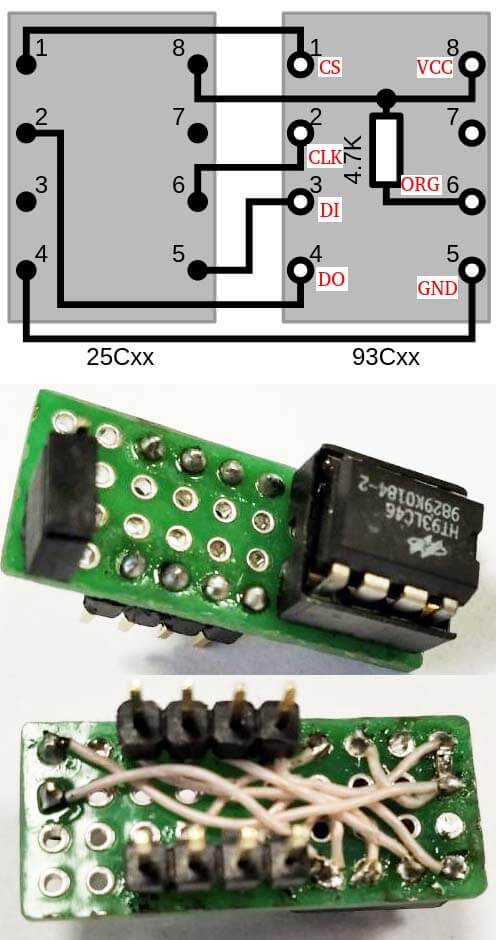 1 8 1 8
CS VCC
2 7 2 7
CLK 4.7K
3 6 3 ORG 6
DI
4 5 4 5
DO GND
25Cxx 93Cxx
HT93LC46
9829K0184-2